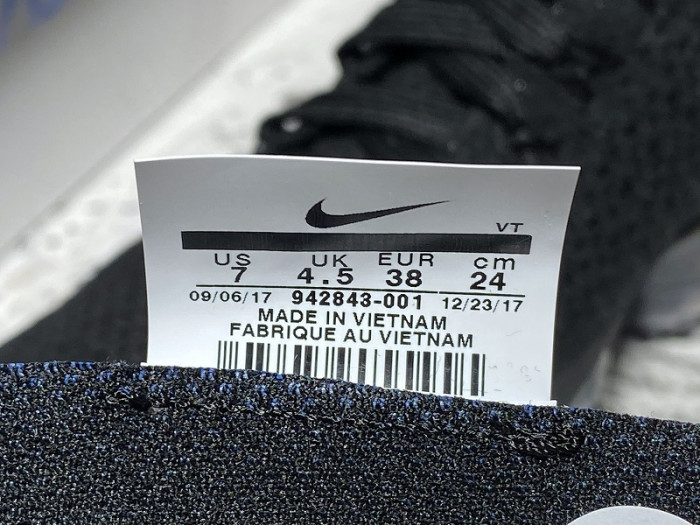 VT
US UK EUR cm
7 4.5 38 24
09/06/17 942843-001 12/23/17
MADE IN VIETNAM
FABRIQUE AU VIETNAM